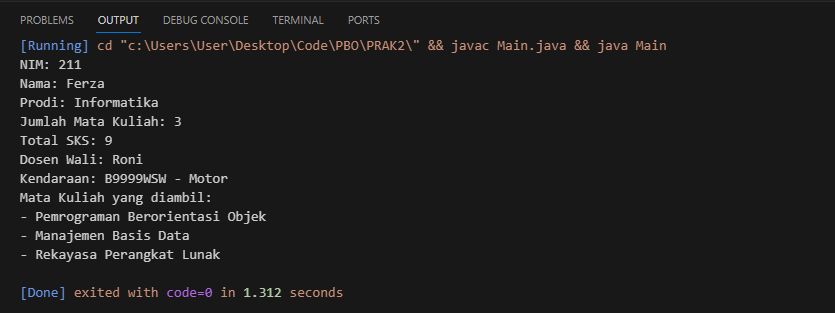 PROBLEMS OUTPUT DEBUG CONSOLE TERMINAL PORTS
[Running] cd "c:\Users\User\Desktop\Code\PBO\PRAK2\" && javac Main.java && java Main
NIM: 211
Nama: Ferza
Prodi: Informatika
Jumlah Mata Kuliah: 3
Total SKS: 9
Dosen Wali: Roni
Kendaraan: B9999WSW - Motor
Mata Kuliah yang diambil:
- Pemrograman Berorientasi Objek
- Manajemen Basis Data
- Rekayasa Perangkat Lunak
[Done] exited with code=0 in 1.312 seconds